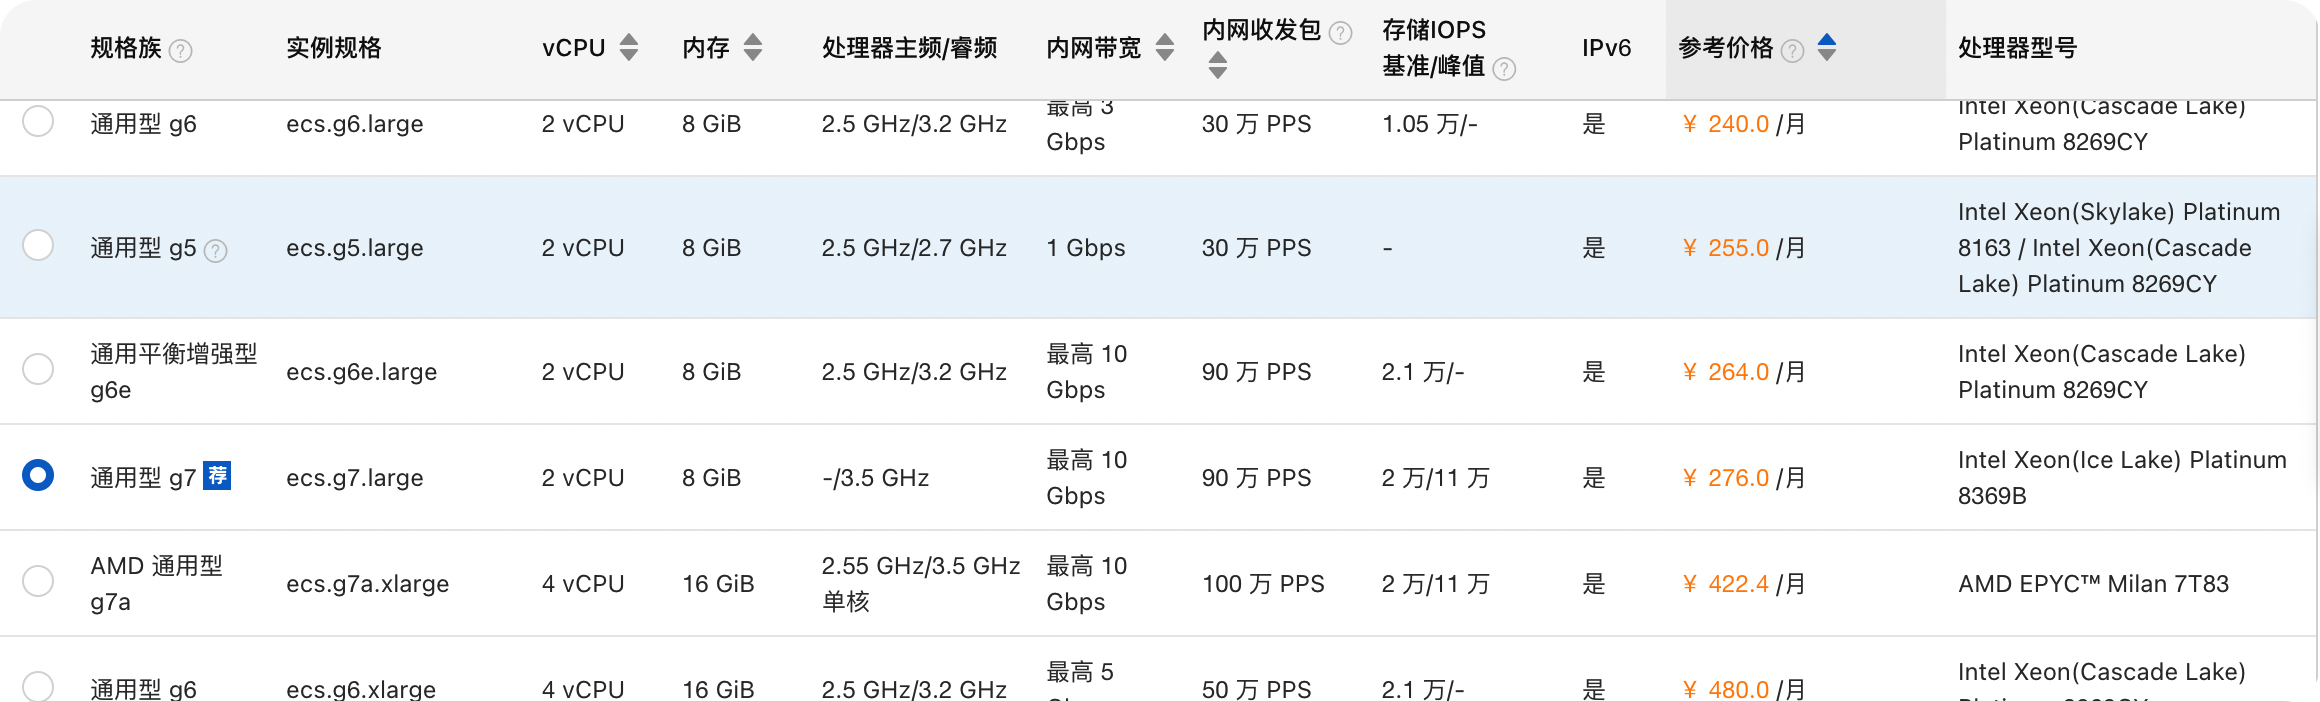 规格族 实例规格 vCPU 内存 处理器主频/睿频 内网带宽 内网收发包 存储IOPS 基准/峰值 IPv6 参考价格 处理器型号
通用型 g6 ecs.g6.large 2 vCPU 8 GiB 2.5 GHz/3.2 GHz 最高 3 Gbps 30 万 PPS 1.05 万/- 是 ¥ 240.0 /月 Intel Xeon(Cascade Lake) Platinum 8269CY
通用型 g5 ecs.g5.large 2 vCPU 8 GiB 2.5 GHz/2.7 GHz 1 Gbps 30 万 PPS - 是 ¥ 255.0 /月 Intel Xeon(Skylake) Platinum 8163 / Intel Xeon(Cascade Lake) Platinum 8269CY
通用平衡增强型 g6e ecs.g6e.large 2 vCPU 8 GiB 2.5 GHz/3.2 GHz 最高 10 Gbps 90 万 PPS 2.1 万/- 是 ¥ 264.0 /月 Intel Xeon(Cascade Lake) Platinum 8269CY
通用型 g7 荐 ecs.g7.large 2 vCPU 8 GiB -/3.5 GHz 最高 10 Gbps 90 万 PPS 2 万/11 万 是 ¥ 276.0 /月 Intel Xeon(Ice Lake) Platinum 8369B
AMD 通用型 g7a ecs.g7a.xlarge 4 vCPU 16 GiB 2.55 GHz/3.5 GHz 单核 最高 10 Gbps 100 万 PPS 2 万/11 万 是 ¥ 422.4 /月 AMD EPYC™ Milan 7T83
通用型 g6 ecs.g6.xlarge 4 vCPU 16 GiB 2.5 GHz/3.2 GHz 最高 5 50 万 PPS 2.1 万/- 是 ¥ 480.0 /月 Intel Xeon(Cascade Lake)